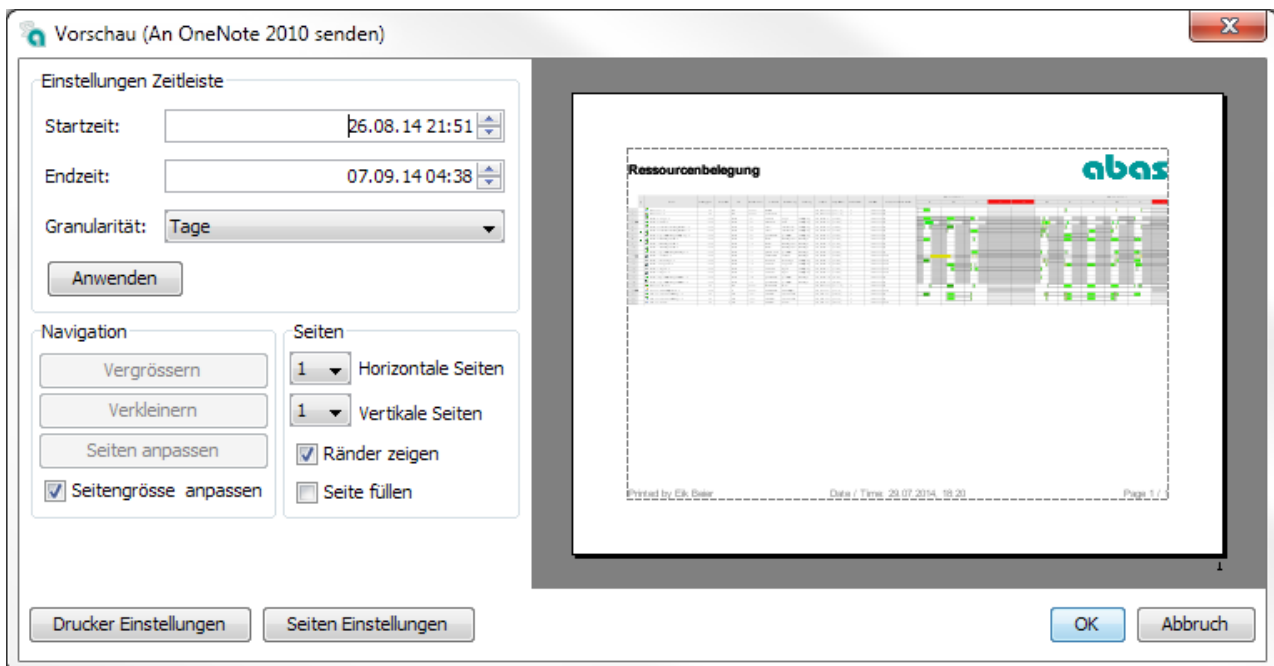 Vorschau (An OneNote 2010 senden)
Einstellungen Zeitleiste
Startzeit: 26.08.14 21:51
Endzeit: 07.09.14 04:38
Granularität: Tage
Anwenden
Navigation
Vergrössern
Verkleinern
Seiten anpassen
Seitengrösse anpassen
Seiten
1 Horizontale Seiten
1 Vertikale Seiten
Ränder zeigen
Seite füllen
Ressourcenbelegung
abas
Printed by Eik Beier Date / Time: 29.07.2014, 18:20 Page 1 / 1
1
Drucker Einstellungen Seiten Einstellungen OK Abbruch